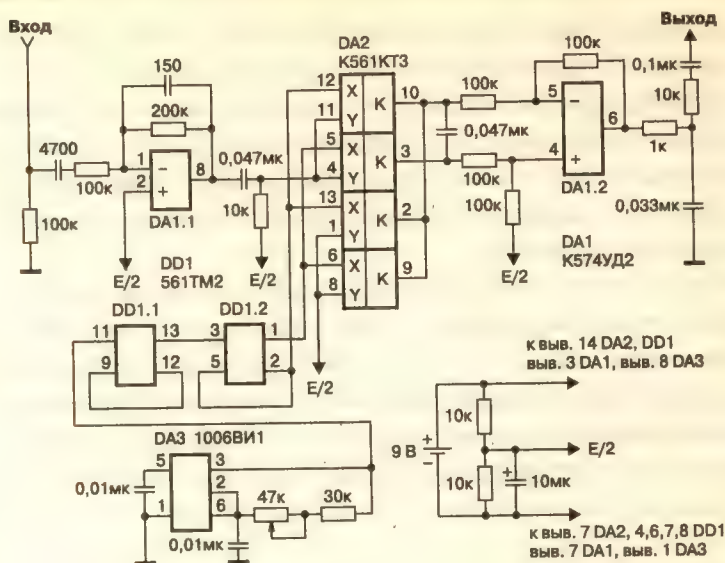 Вход
Выход
DA2
К561КТ3
150
200к
4700
100к
100к
1
2
−
+
8
DA1.1
E/2
0,047мк
10к
E/2
DD1
561ТМ2
12
X
K
10
11
Y
5
X
K
3
4
Y
13
X
K
2
1
Y
6
X
K
9
8
Y
E/2
100к
0,047мк
100к
100к
100к
5
−
6
4
+
DA1.2
E/2
DA1
К574УД2
0,1мк
10к
1к
0,033мк
DD1.1
11
13
9
12
DD1.2
3
1
5
2
DA3 1006ВИ1
5
3
2
1
6
0,01мк
0,01мк
47к
30к
к выв. 14 DA2, DD1
выв. 3 DA1, выв. 8 DA3
10к
9 В
+
−
E/2
10к
+
10мк
к выв. 7 DA2, 4,6,7,8 DD1
выв. 7 DA1, выв. 1 DA3